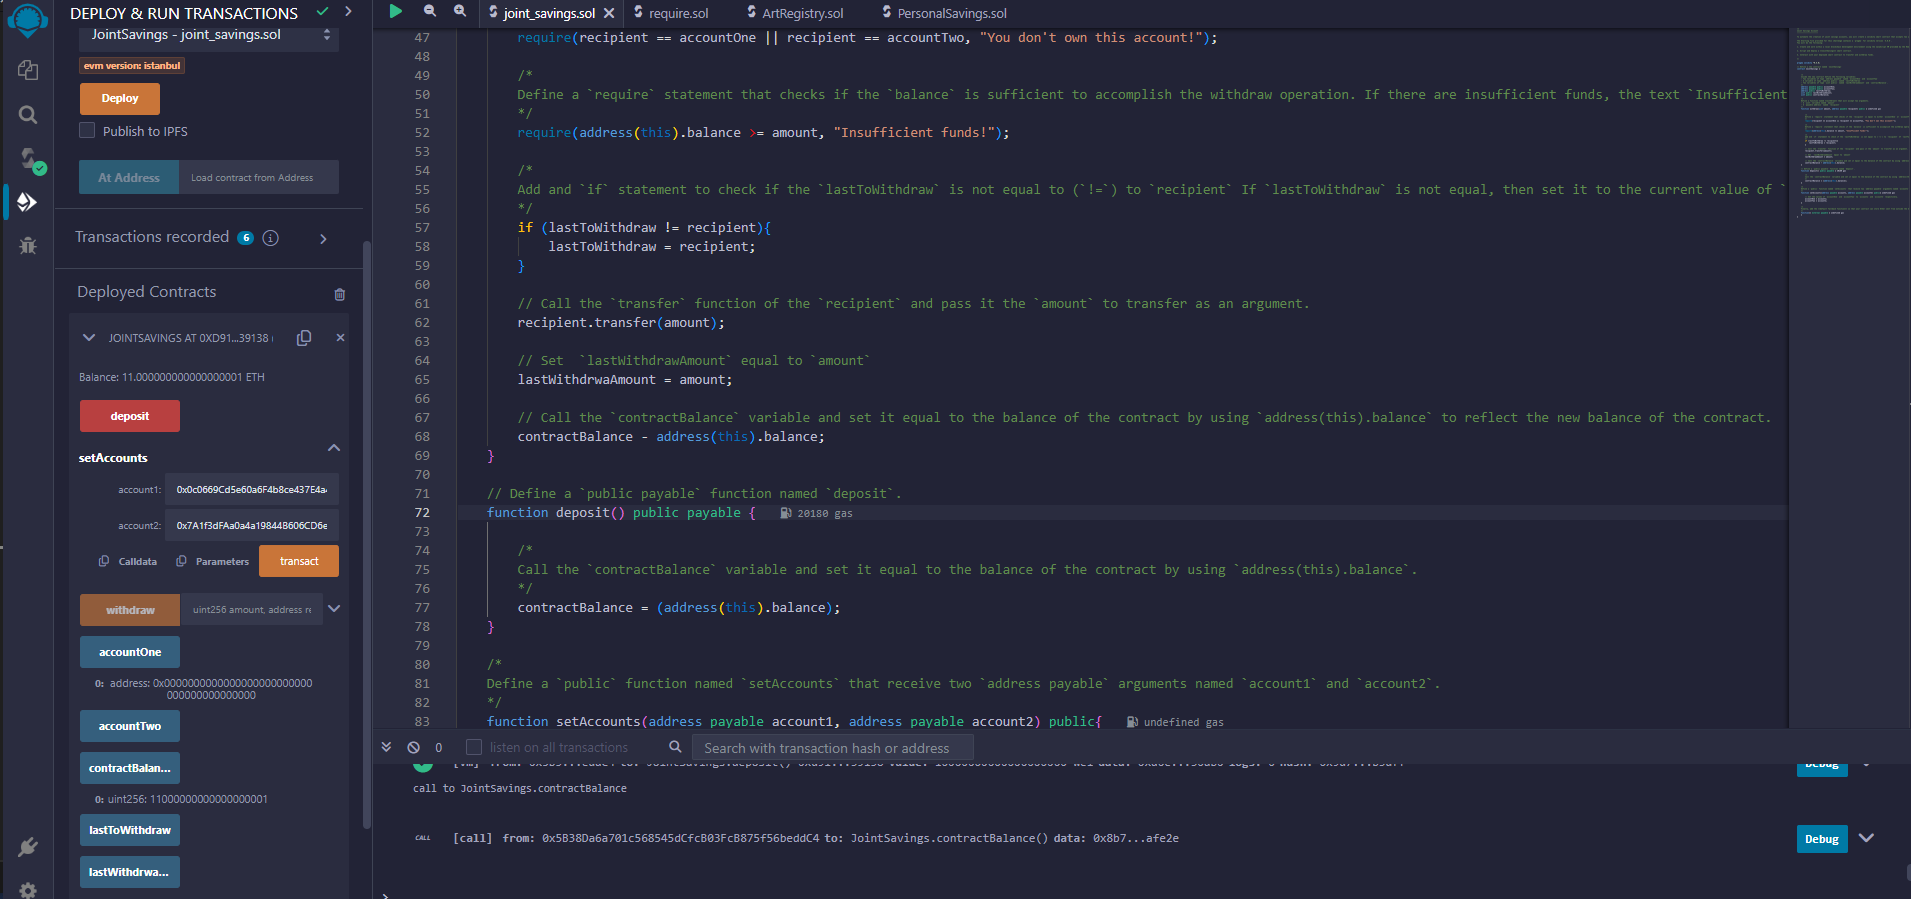 DEPLOY & RUN TRANSACTIONS
JointSavings - joint_savings.sol
evm version: istanbul
Deploy
Publish to IPFS
At Address
Load contract from Address
Transactions recorded 6 i
Deployed Contracts
JOINTSAVINGS AT 0XD91...39138
Balance: 11.000000000000000001 ETH
deposit
setAccounts
account1: 0x0c0669Cd5e60a6F4b8ce437E4a
account2: 0x7A1f3dFAa0a4a19844B606CD6e
Calldata Parameters transact
withdraw uint256 amount, address re
accountOne
0: address: 0x0000000000000000000000000
000000000000000
accountTwo
contractBalan...
0: uint256: 11000000000000000001
lastToWithdraw
lastWithdrwa...
joint_savings.sol
require.sol
ArtRegistry.sol
PersonalSavings.sol
47 require(recipient == accountOne || recipient == accountTwo, "You don't own this account!");
48
49 /*
50 Define a `require` statement that checks if the `balance` is sufficient to accomplish the withdraw operation. If there are insufficient funds, the text `Insufficient
51 */
52 require(address(this).balance >= amount, "Insufficient funds!");
53
54 /*
55 Add and `if` statement to check if the `lastToWithdraw` is not equal to (`!=`) to `recipient` If `lastToWithdraw` is not equal, then set it to the current value of `
56 */
57 if (lastToWithdraw != recipient){
58 lastToWithdraw = recipient;
59 }
60
61 // Call the `transfer` function of the `recipient` and pass it the `amount` to transfer as an argument.
62 recipient.transfer(amount);
63
64 // Set  `lastWithdrawAmount` equal to `amount`
65 lastWithdrwaAmount = amount;
66
67 // Call the `contractBalance` variable and set it equal to the balance of the contract by using `address(this).balance` to reflect the new balance of the contract.
68 contractBalance - address(this).balance;
69 }
70
71 // Define a `public payable` function named `deposit`.
72 function deposit() public payable { 20180 gas
73
74 /*
75 Call the `contractBalance` variable and set it equal to the balance of the contract by using `address(this).balance`.
76 */
77 contractBalance = (address(this).balance);
78 }
79
80 /*
81 Define a `public` function named `setAccounts` that receive two `address payable` arguments named `account1` and `account2`.
82 */
83 function setAccounts(address payable account1, address payable account2) public{ undefined gas
0 listen on all transactions Search with transaction hash or address
Debug
call to JointSavings.contractBalance
CALL [call] from: 0x5B38Da6a701c568545dCfcB03FcB875f56beddC4 to: JointSavings.contractBalance() data: 0x8b7...afe2e Debug
>